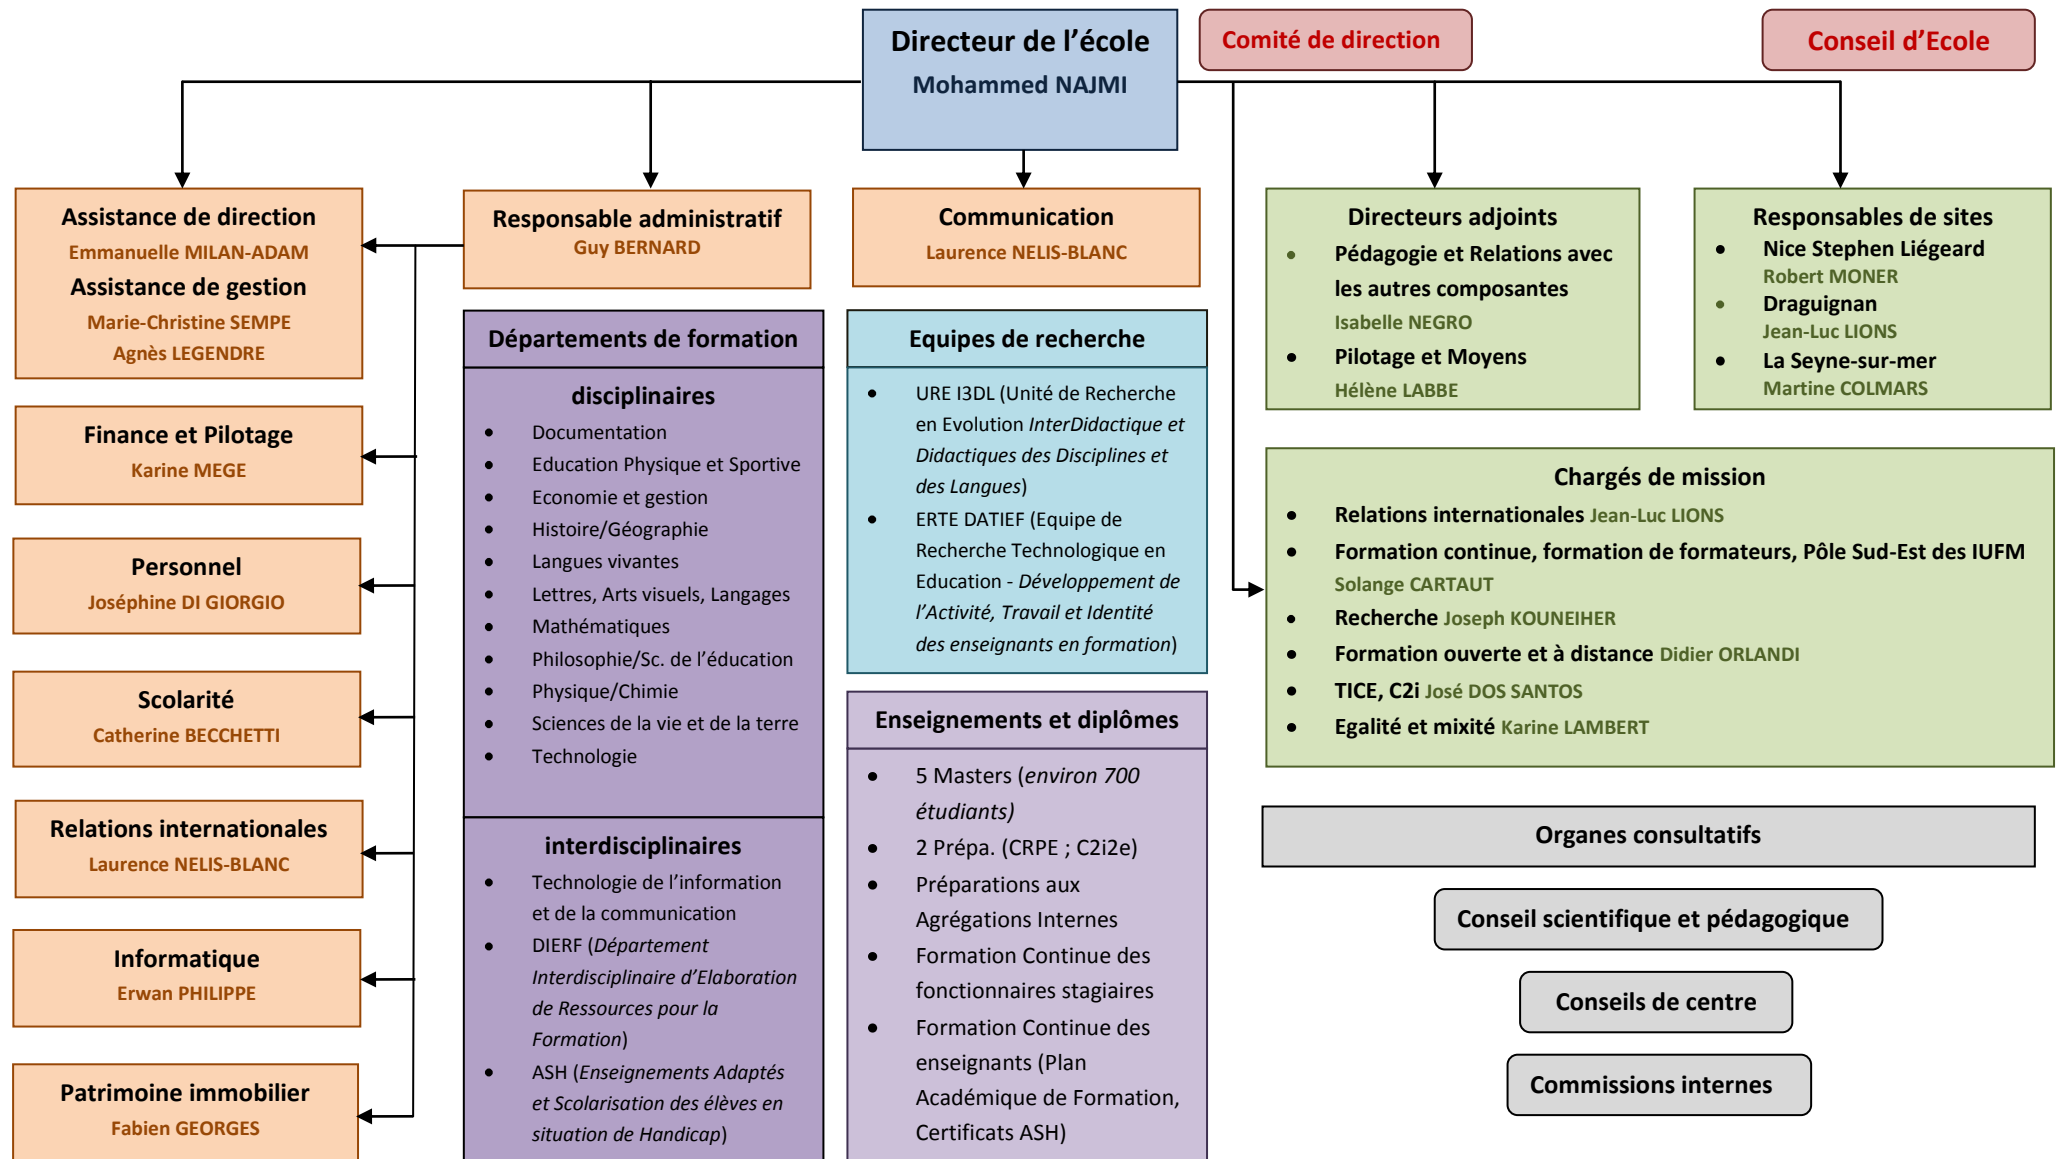 Directeur de l’école
Mohammed NAJMI
Comité de direction
Conseil d’Ecole
Assistance de direction
Emmanuelle MILAN-ADAM
Assistance de gestion
Marie-Christine SEMPE
Agnès LEGENDRE
Responsable administratif
Guy BERNARD
Communication
Laurence NELIS-BLANC
Directeurs adjoints
• Pédagogie et Relations avec
les autres composantes
Isabelle NEGRO
• Pilotage et Moyens
Hélène LABBE
Responsables de sites
• Nice Stephen Liégeard
Robert MONER
• Draguignan
Jean-Luc LIONS
• La Seyne-sur-mer
Martine COLMARS
Finance et Pilotage
Karine MEGE
Personnel
Joséphine DI GIORGIO
Scolarité
Catherine BECCHETTI
Relations internationales
Laurence NELIS-BLANC
Informatique
Erwan PHILIPPE
Patrimoine immobilier
Fabien GEORGES
Départements de formation
disciplinaires
• Documentation
• Education Physique et Sportive
• Economie et gestion
• Histoire/Géographie
• Langues vivantes
• Lettres, Arts visuels, Langages
• Mathématiques
• Philosophie/Sc. de l’éducation
• Physique/Chimie
• Sciences de la vie et de la terre
• Technologie
interdisciplinaires
• Technologie de l’information
et de la communication
• DIERF (Département
Interdisciplinaire d’Elaboration
de Ressources pour la
Formation)
• ASH (Enseignements Adaptés
et Scolarisation des élèves en
situation de Handicap)
Equipes de recherche
• URE I3DL (Unité de Recherche
en Evolution InterDidactique et
Didactiques des Disciplines et
des Langues)
• ERTE DATIEF (Equipe de
Recherche Technologique en
Education - Développement de
l’Activité, Travail et Identité
des enseignants en formation)
Enseignements et diplômes
• 5 Masters (environ 700
étudiants)
• 2 Prépa. (CRPE ; C2i2e)
• Préparations aux
Agrégations Internes
• Formation Continue des
fonctionnaires stagiaires
• Formation Continue des
enseignants (Plan
Académique de Formation,
Certificats ASH)
Chargés de mission
• Relations internationales Jean-Luc LIONS
• Formation continue, formation de formateurs, Pôle Sud-Est des IUFM
Solange CARTAUT
• Recherche Joseph KOUNEIHER
• Formation ouverte et à distance Didier ORLANDI
• TICE, C2i José DOS SANTOS
• Egalité et mixité Karine LAMBERT
Organes consultatifs
Conseil scientifique et pédagogique
Conseils de centre
Commissions internes